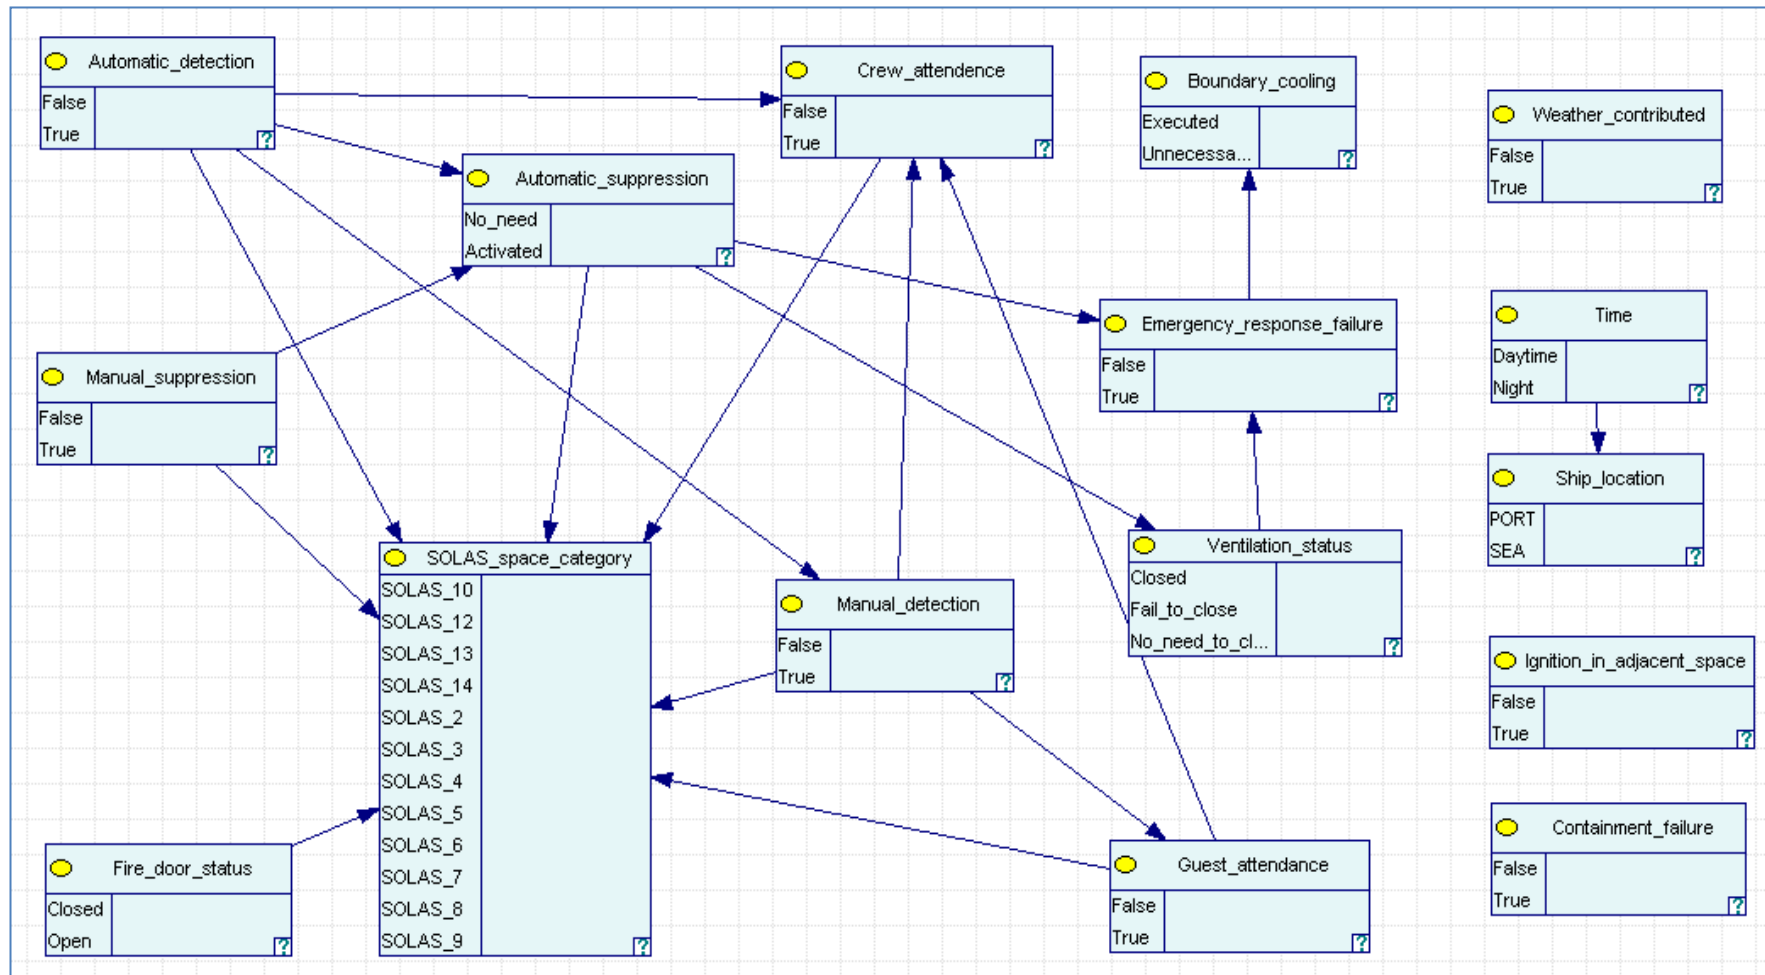 Automatic_detection
False
True
?
Crew_attendence
False
True
?
Boundary_cooling
Executed
Unnecessa...
?
Weather_contributed
False
True
?
Automatic_suppression
No_need
Activated
?
Manual_suppression
False
True
?
Emergency_response_failure
False
True
?
Time
Daytime
Night
?
Ship_location
PORT
SEA
?
SOLAS_space_category
SOLAS_10
SOLAS_12
SOLAS_13
SOLAS_14
SOLAS_2
SOLAS_3
SOLAS_4
SOLAS_5
SOLAS_6
SOLAS_7
SOLAS_8
SOLAS_9
?
Manual_detection
False
True
?
Ventilation_status
Closed
Fail_to_close
No_need_to_cl...
?
Ignition_in_adjacent_space
False
True
?
Fire_door_status
Closed
Open
?
Guest_attendance
False
True
?
Containment_failure
False
True
?